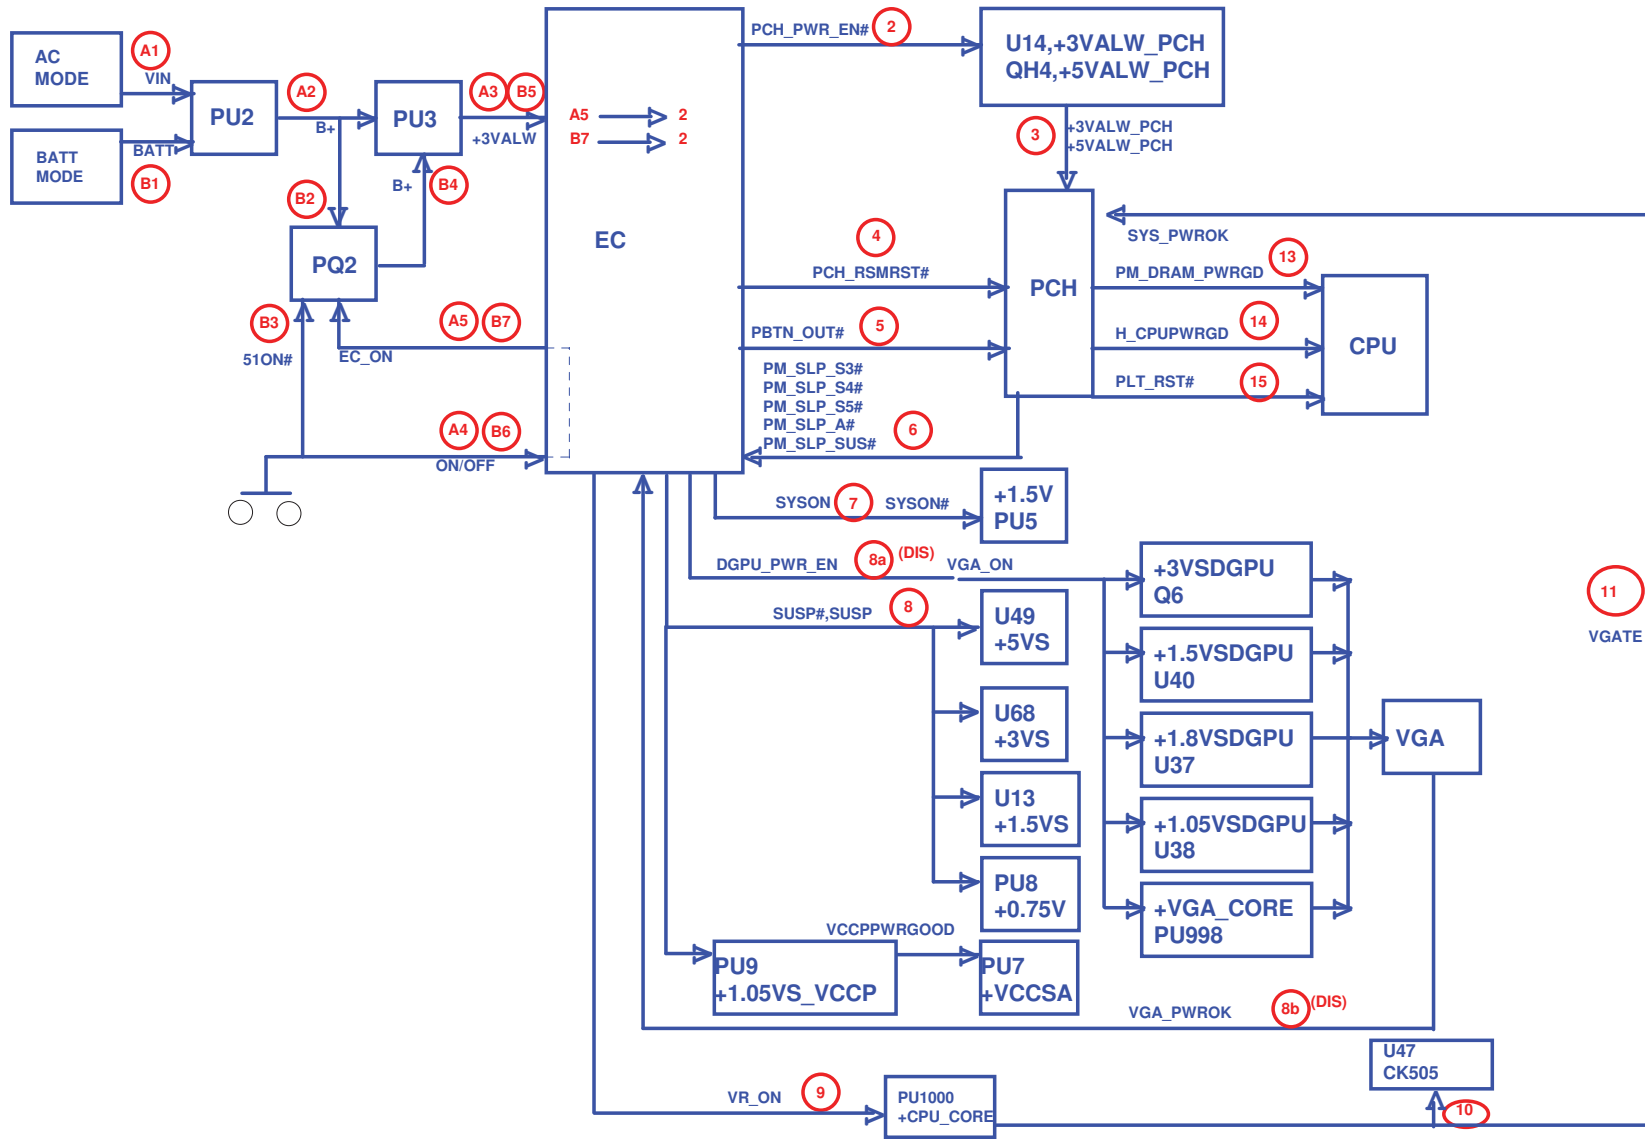 AC
MODE
A1
VIN
BATT
MODE
BATT
B1
PU2
A2
B+
PU3
A3
B5
+3VALW
B+
B4
B2
PQ2
B3
51ON#
A5
B7
EC_ON
A4
B6
ON/OFF
A5
2
B7
2
EC
PCH_PWR_EN#
2
U14,+3VALW_PCH
QH4,+5VALW_PCH
3
+3VALW_PCH
+5VALW_PCH
4
PCH_RSMRST#
PBTN_OUT#
5
PM_SLP_S3#
PM_SLP_S4#
PM_SLP_S5#
PM_SLP_A#
PM_SLP_SUS#
6
PCH
SYS_PWROK
PM_DRAM_PWRGD
13
H_CPUPWRGD
14
PLT_RST#
15
CPU
SYSON
7
SYSON#
+1.5V
PU5
DGPU_PWR_EN
8a
(DIS)
VGA_ON
SUSP#,SUSP
8
U49
+5VS
U68
+3VS
U13
+1.5VS
PU8
+0.75V
+3VSDGPU
Q6
+1.5VSDGPU
U40
+1.8VSDGPU
U37
+1.05VSDGPU
U38
+VGA_CORE
PU998
VGA
11
VGATE
VCCPPWRGOOD
PU9
+1.05VS_VCCP
PU7
+VCCSA
VGA_PWROK
8b
(DIS)
U47
CK505
10
VR_ON
9
PU1000
+CPU_CORE